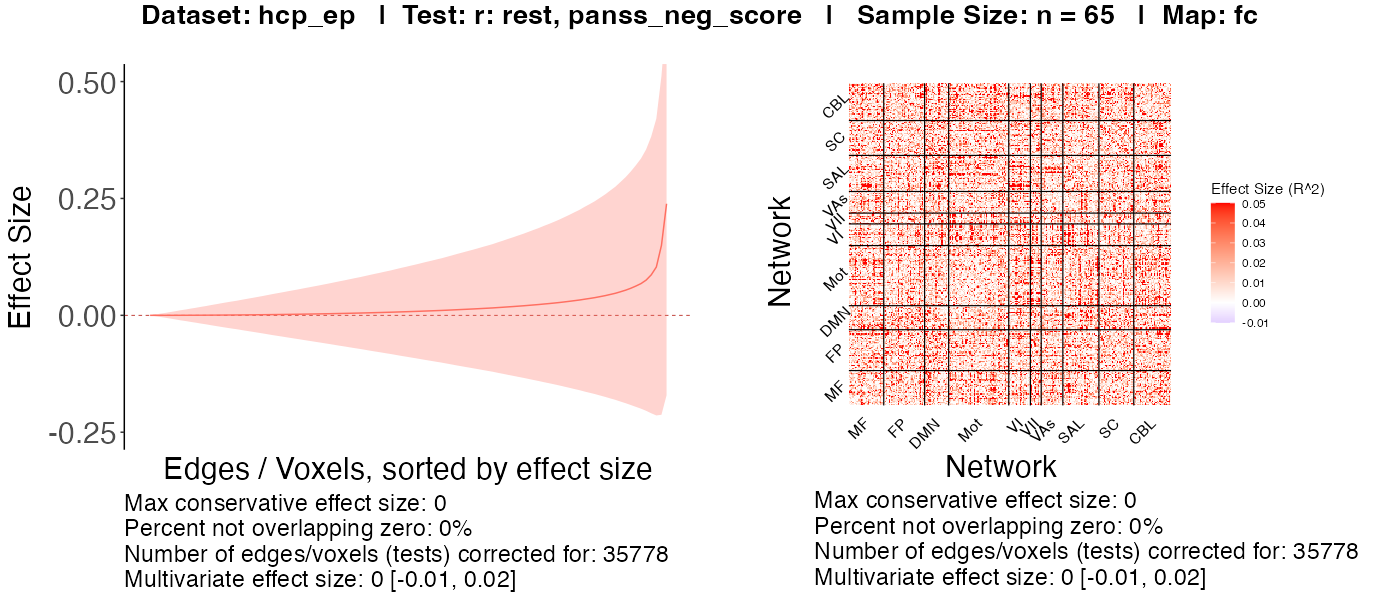 Dataset: hcp_ep | Test: r: rest, panss_neg_score | Sample Size: n = 65 | Map: fc
Effect Size
0.50
0.25
0.00
-0.25
Edges / Voxels, sorted by effect size
Max conservative effect size: 0
Percent not overlapping zero: 0%
Number of edges/voxels (tests) corrected for: 35778
Multivariate effect size: 0 [-0.01, 0.02]
Network
CBL
SC
SAL
VAs
VII
VI
Mot
DMN
FP
MF
MF
FP
DMN
Mot
VI
VII
VAs
SAL
SC
CBL
Network
Effect Size (R^2)
0.05
0.04
0.03
0.02
0.01
0.00
-0.01
Max conservative effect size: 0
Percent not overlapping zero: 0%
Number of edges/voxels (tests) corrected for: 35778
Multivariate effect size: 0 [-0.01, 0.02]